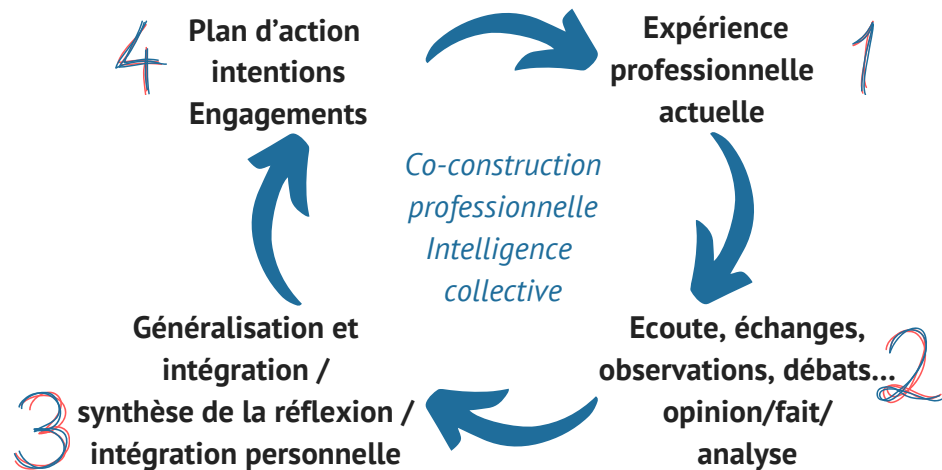 1
Expérience
professionnelle
actuelle
2
Ecoute, échanges,
observations, débats...
opinion/fait/
analyse
3
Généralisation et
intégration /
synthèse de la réflexion /
intégration personnelle
4
Plan d'action
intentions
Engagements
Co-construction
professionnelle
Intelligence
collective